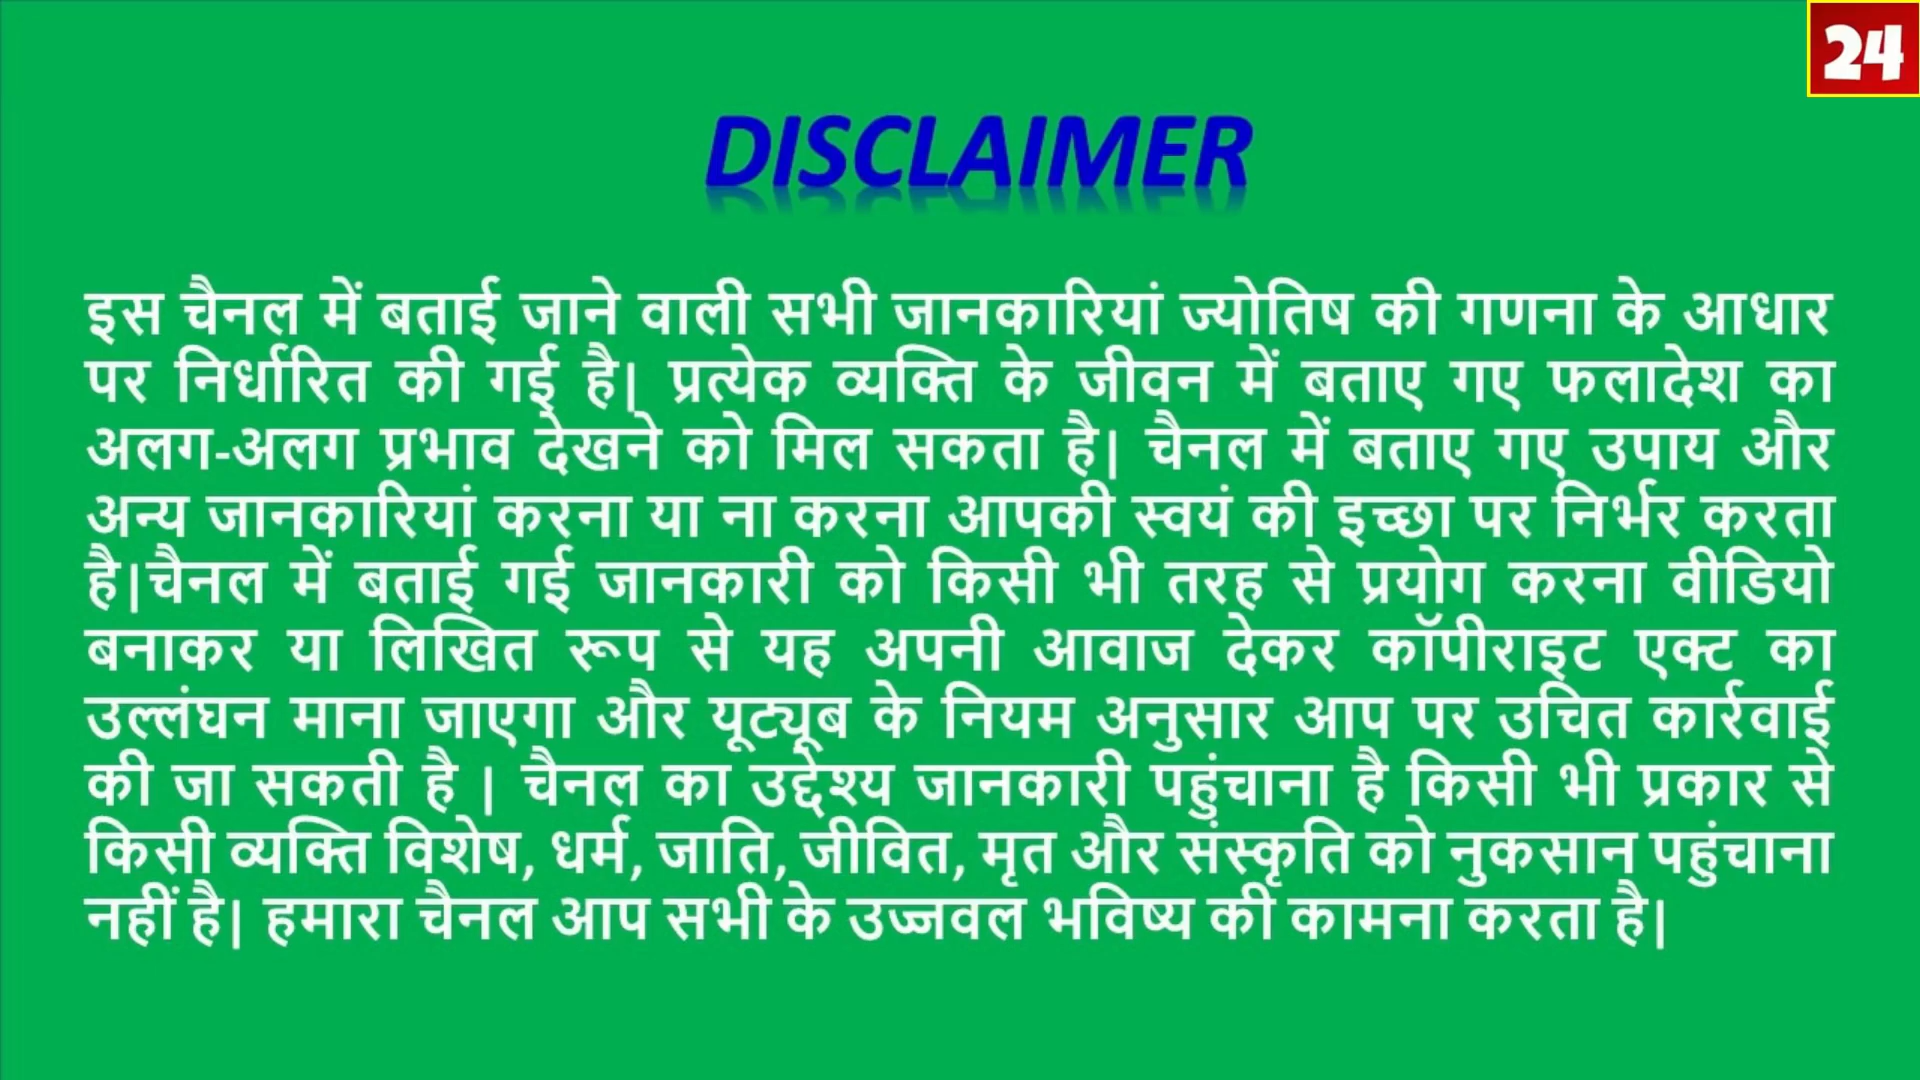 24
DISCLAIMER
इस चैनल में बताई जाने वाली सभी जानकारियां ज्योतिष की गणना के आधार
पर निर्धारित की गई है| प्रत्येक व्यक्ति के जीवन में बताए गए फलादेश का
अलग-अलग प्रभाव देखने को मिल सकता है| चैनल में बताए गए उपाय और
अन्य जानकारियां करना या ना करना आपकी स्वयं की इच्छा पर निर्भर करता
है|चैनल में बताई गई जानकारी को किसी भी तरह से प्रयोग करना वीडियो
बनाकर या लिखित रूप से यह अपनी आवाज देकर कॉपीराइट एक्ट का
उल्लंघन माना जाएगा और यूट्यूब के नियम अनुसार आप पर उचित कार्रवाई
की जा सकती है | चैनल का उद्देश्य जानकारी पहुंचाना है किसी भी प्रकार से
किसी व्यक्ति विशेष, धर्म, जाति, जीवित, मृत और संस्कृति को नुकसान पहुंचाना
नहीं है| हमारा चैनल आप सभी के उज्जवल भविष्य की कामना करता है|